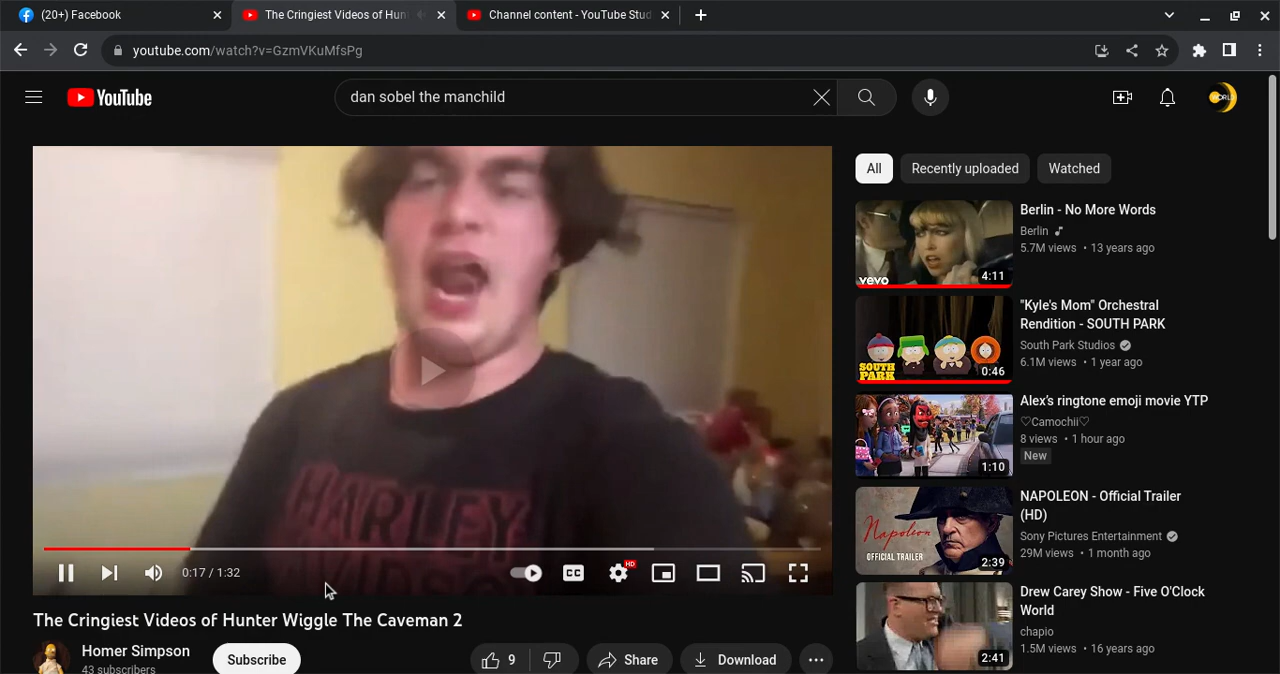 (20+) Facebook
The Cringiest Videos of Hun
Channel content - YouTube Stud
youtube.com/watch?v=GzmVKuMfsPg
YouTube
dan sobel the manchild
WORLD
HARLEY
0:17 / 1:32
CC
HD
The Cringiest Videos of Hunter Wiggle The Caveman 2
Homer Simpson
43 subscribers
Subscribe
9
Share
Download
All
Recently uploaded
Watched
vevo
4:11
Berlin - No More Words
Berlin
5.7M views • 13 years ago
SOUTH
PARK
0:46
"Kyle's Mom" Orchestral
Rendition - SOUTH PARK
South Park Studios
6.1M views • 1 year ago
1:10
Alex's ringtone emoji movie YTP
♡Camochii♡
8 views • 1 hour ago
New
Napoleon
OFFICIAL TRAILER
2:39
NAPOLEON - Official Trailer
(HD)
Sony Pictures Entertainment
29M views • 1 month ago
2:41
Drew Carey Show - Five O'Clock
World
chapio
1.5M views • 16 years ago